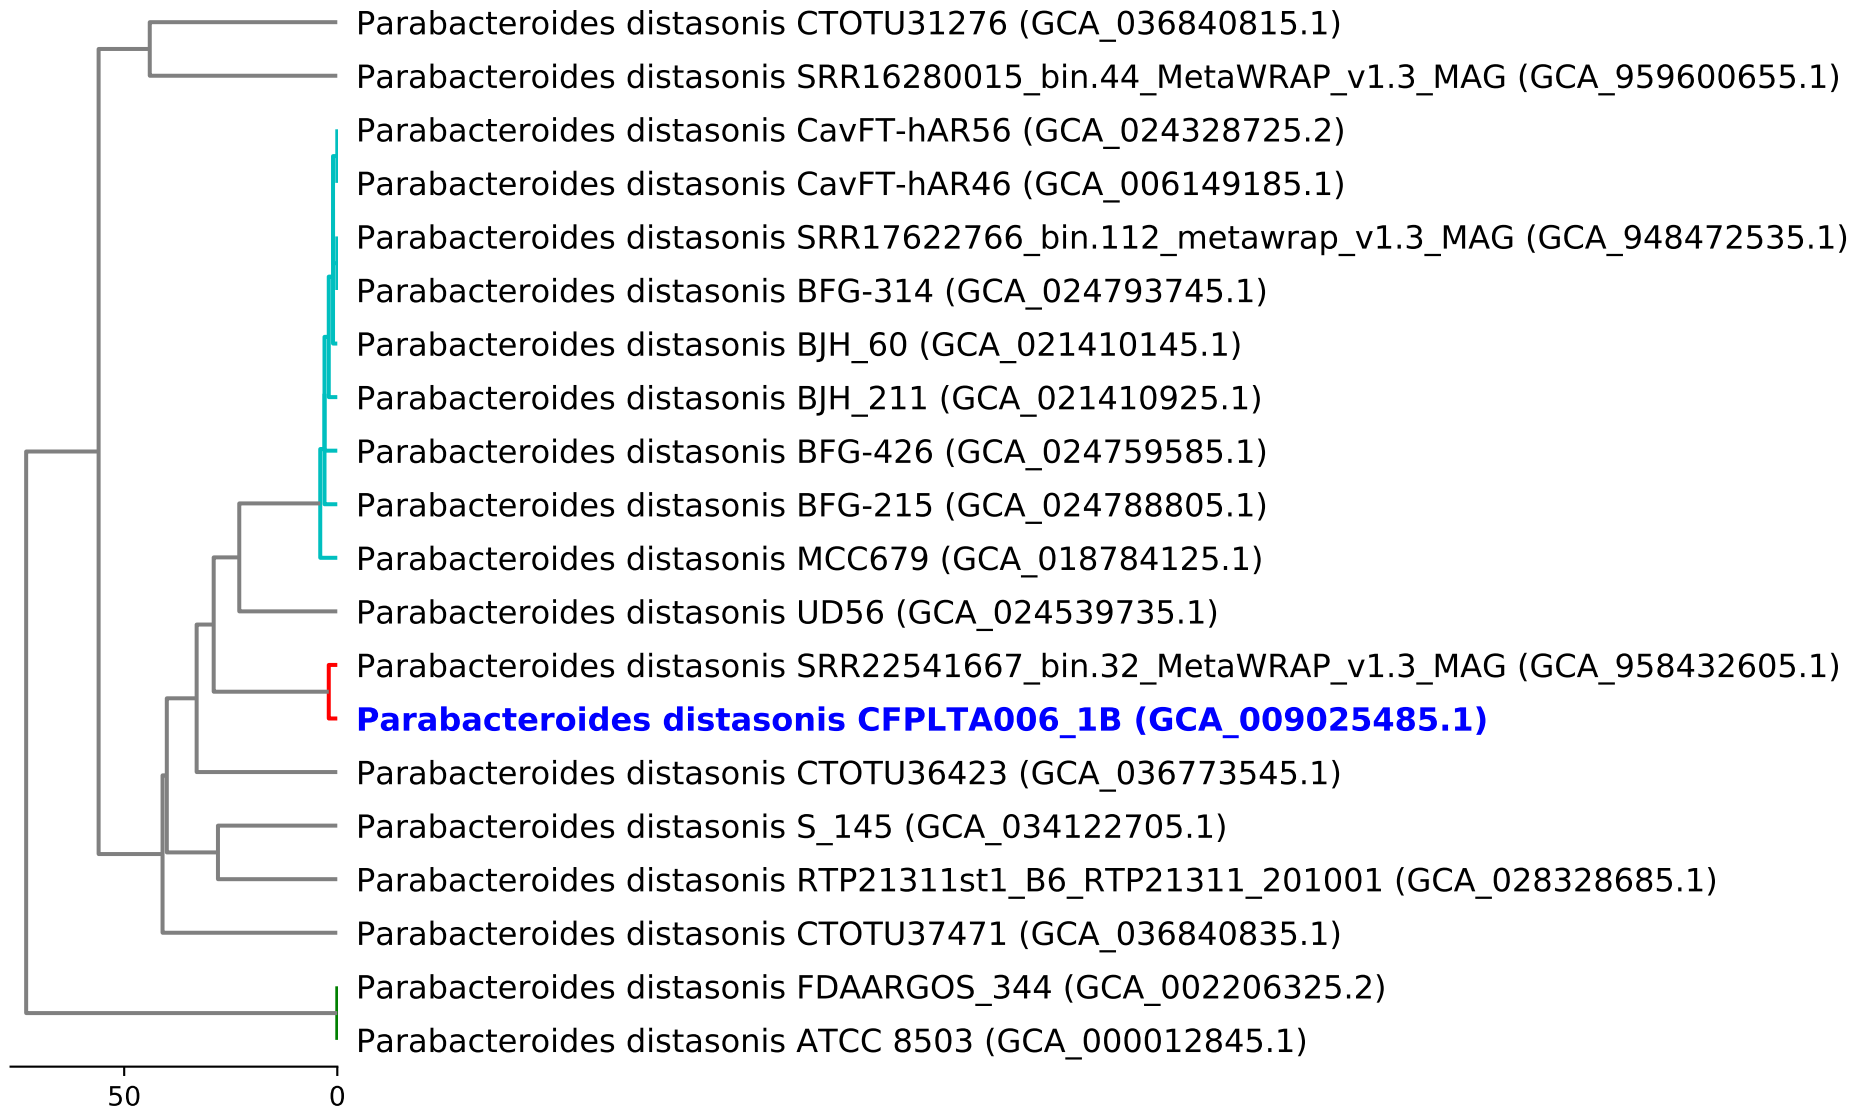 Parabacteroides distasonis CTOTU31276 (GCA_036840815.1)
Parabacteroides distasonis SRR16280015_bin.44_MetaWRAP_v1.3_MAG (GCA_959600655.1)
Parabacteroides distasonis CavFT-hAR56 (GCA_024328725.2)
Parabacteroides distasonis CavFT-hAR46 (GCA_006149185.1)
Parabacteroides distasonis SRR17622766_bin.112_metawrap_v1.3_MAG (GCA_948472535.1)
Parabacteroides distasonis BFG-314 (GCA_024793745.1)
Parabacteroides distasonis BJH_60 (GCA_021410145.1)
Parabacteroides distasonis BJH_211 (GCA_021410925.1)
Parabacteroides distasonis BFG-426 (GCA_024759585.1)
Parabacteroides distasonis BFG-215 (GCA_024788805.1)
Parabacteroides distasonis MCC679 (GCA_018784125.1)
Parabacteroides distasonis UD56 (GCA_024539735.1)
Parabacteroides distasonis SRR22541667_bin.32_MetaWRAP_v1.3_MAG (GCA_958432605.1)
Parabacteroides distasonis CFPLTA006_1B (GCA_009025485.1)
Parabacteroides distasonis CTOTU36423 (GCA_036773545.1)
Parabacteroides distasonis S_145 (GCA_034122705.1)
Parabacteroides distasonis RTP21311st1_B6_RTP21311_201001 (GCA_028328685.1)
Parabacteroides distasonis CTOTU37471 (GCA_036840835.1)
Parabacteroides distasonis FDAARGOS_344 (GCA_002206325.2)
Parabacteroides distasonis ATCC 8503 (GCA_000012845.1)
50 0